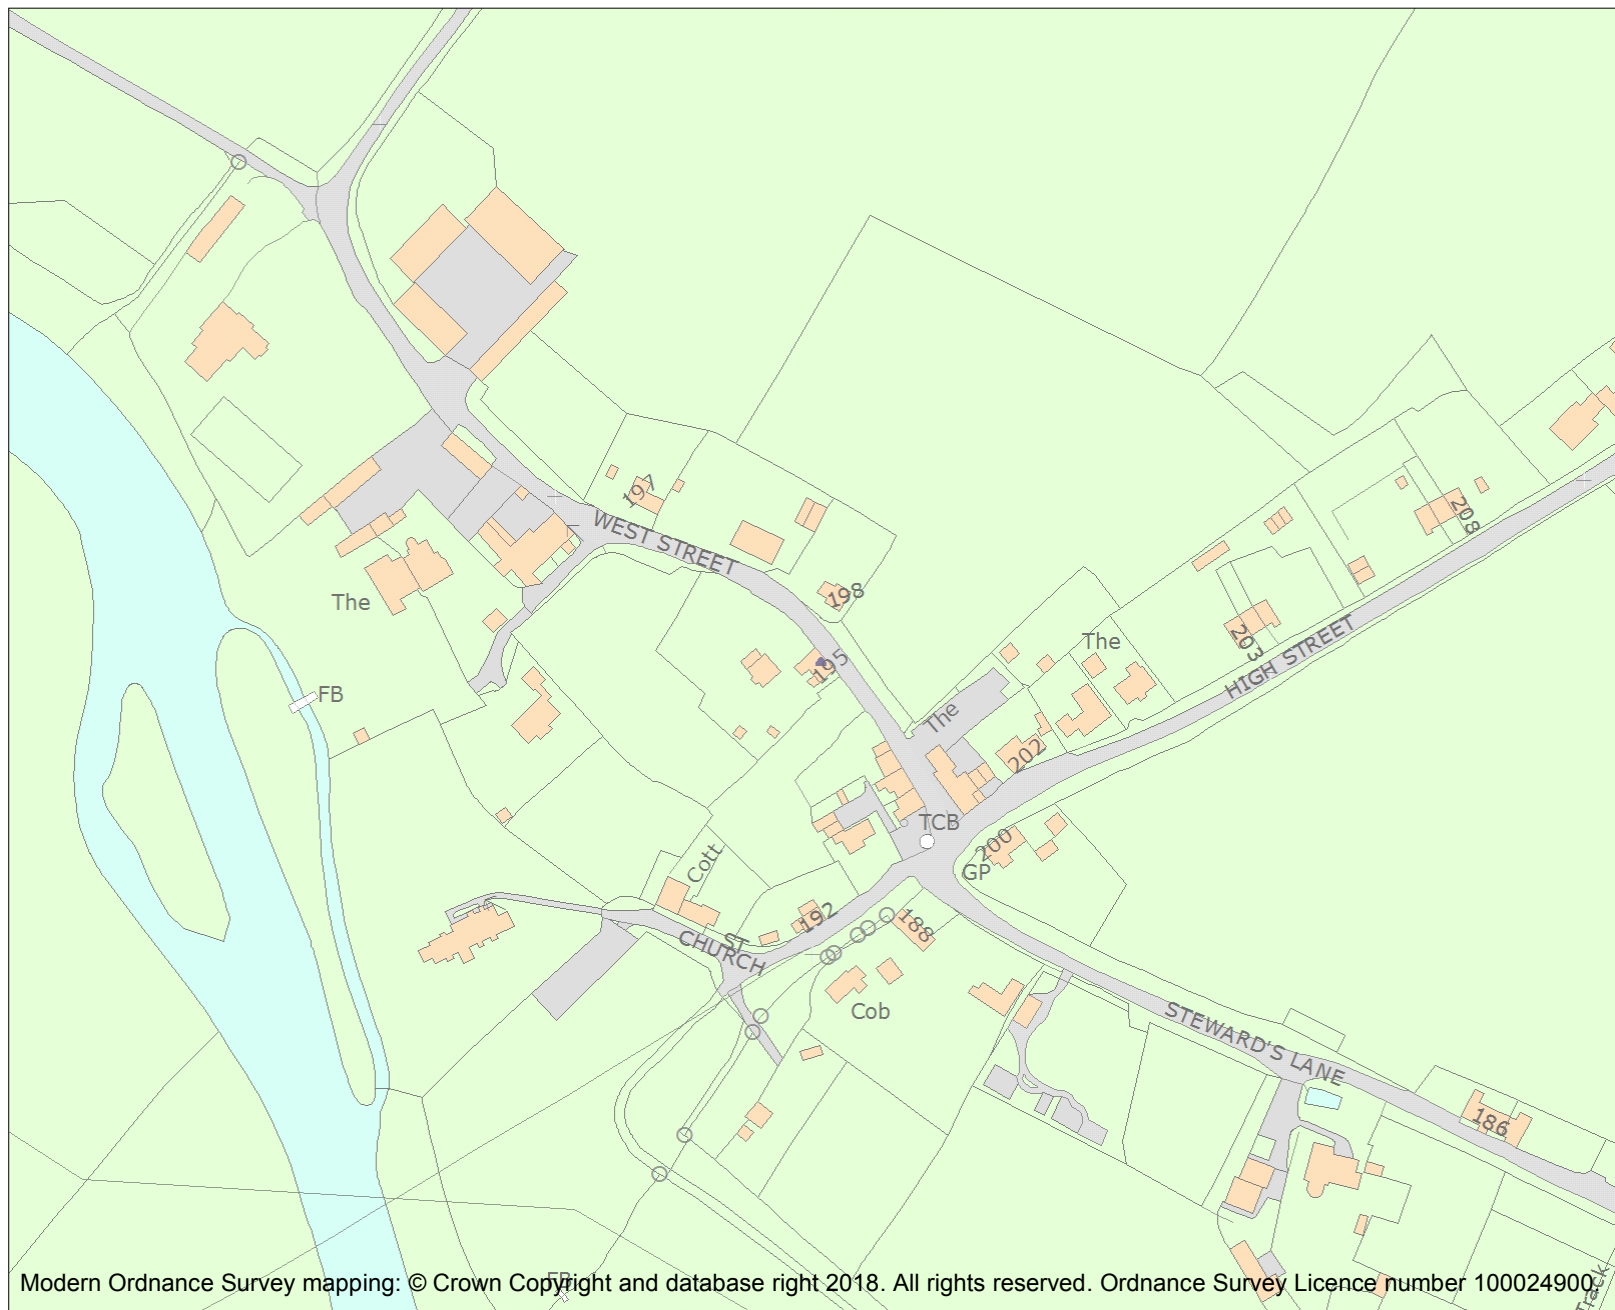 197
WEST STREET
208
198
The
The
203
HIGH STREET
195
FB
The
202
TCB
200
GP
Cott
192
188
ST
CHURCH
Cob
STEWARD'S LANE
186
FB
Track
Modern Ordnance Survey mapping: © Crown Copyright and database right 2018. All rights reserved. Ordnance Survey Licence number 100024900.